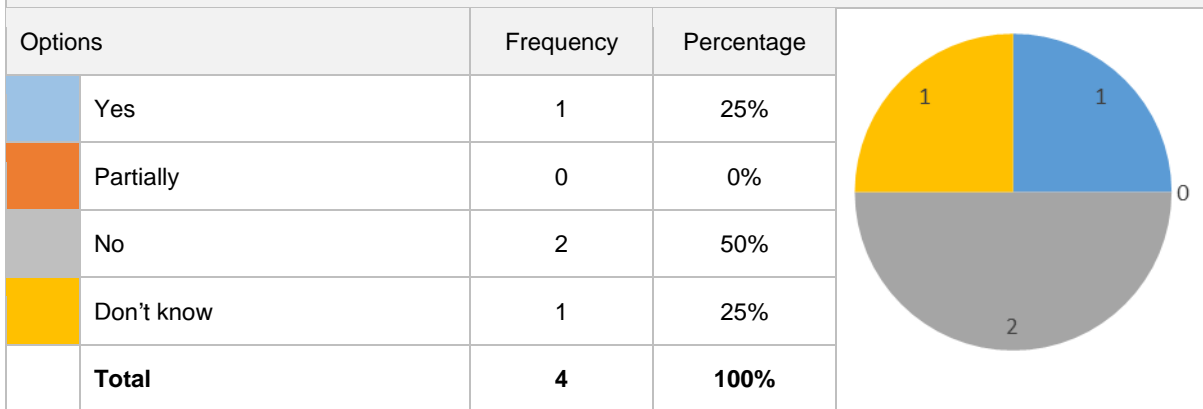 Options Frequency Percentage
Yes 1 25%
Partially 0 0%
No 2 50%
Don’t know 1 25%
Total 4 100%
1 1
0
2